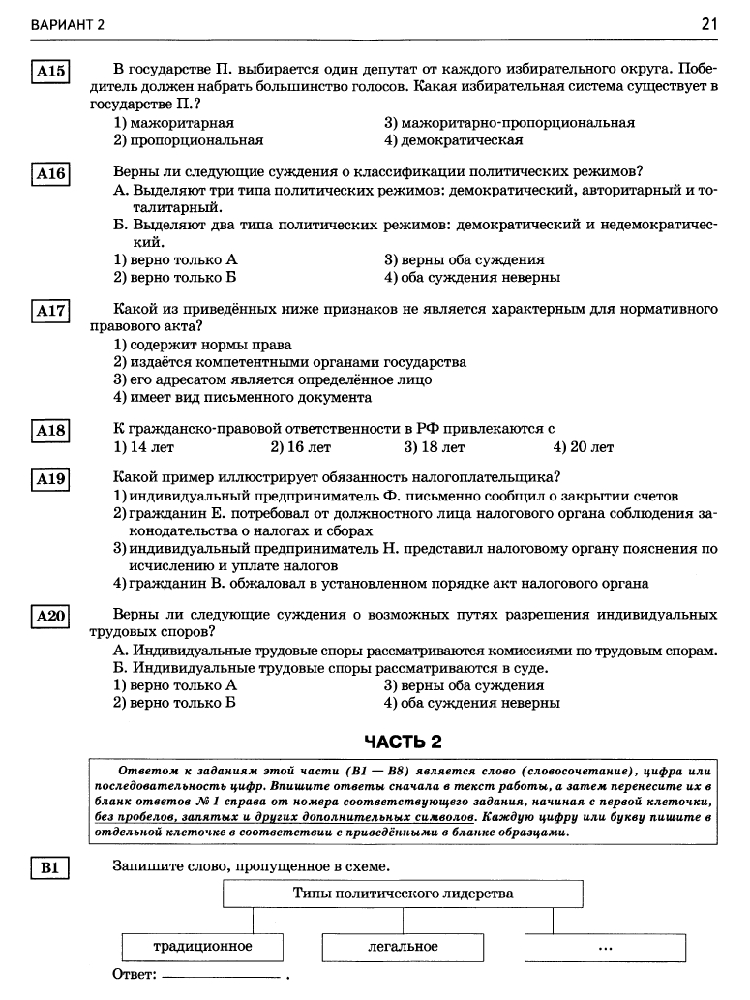 ВАРИАНТ 2
21
А15
В государстве П. выбирается один депутат от каждого избирательного округа. Побе-
дитель должен набрать большинство голосов. Какая избирательная система существует в
государстве П.?
1) мажоритарная
3) мажоритарно-пропорциональная
2) пропорциональная
4) демократическая
А16
Верны ли следующие суждения о классификации политических режимов?
А. Выделяют три типа политических режимов: демократический, авторитарный и то-
талитарный.
Б. Выделяют два типа политических режимов: демократический и недемократичес-
кий.
1) верно только А
3) верны оба суждения
2) верно только Б
4) оба суждения неверны
А17
Какой из приведённых ниже признаков не является характерным для нормативного
правового акта?
1) содержит нормы права
2) издаётся компетентными органами государства
3) его адресатом является определённое лицо
4) имеет вид письменного документа
А18
К гражданско-правовой ответственности в РФ привлекаются с
1) 14 лет 2) 16 лет 3) 18 лет 4) 20 лет
А19
Какой пример иллюстрирует обязанность налогоплательщика?
1) индивидуальный предприниматель Ф. письменно сообщил о закрытии счетов
2) гражданин Е. потребовал от должностного лица налогового органа соблюдения за-
конодательства о налогах и сборах
3) индивидуальный предприниматель Н. представил налоговому органу пояснения по
исчислению и уплате налогов
4) гражданин В. обжаловал в установленном порядке акт налогового органа
А20
Верны ли следующие суждения о возможных путях разрешения индивидуальных
трудовых споров?
А. Индивидуальные трудовые споры рассматриваются комиссиями по трудовым спорам.
Б. Индивидуальные трудовые споры рассматриваются в суде.
1) верно только А
3) верны оба суждения
2) верно только Б
4) оба суждения неверны
ЧАСТЬ 2
Ответом к заданиям этой части (В1 — В8) является слово (словосочетание), цифра или
последовательность цифр. Впишите ответы сначала в текст работы, а затем перенесите их в
бланк ответов № 1 справа от номера соответствующего задания, начиная с первой клеточки,
без пробелов, запятых и других дополнительных символов. Каждую цифру или букву пишите в
отдельной клеточке в соответствии с приведёнными в бланке образцами.
В1
Запишите слово, пропущенное в схеме.
Типы политического лидерства
традиционное
легальное
...
Ответ: ____________ .